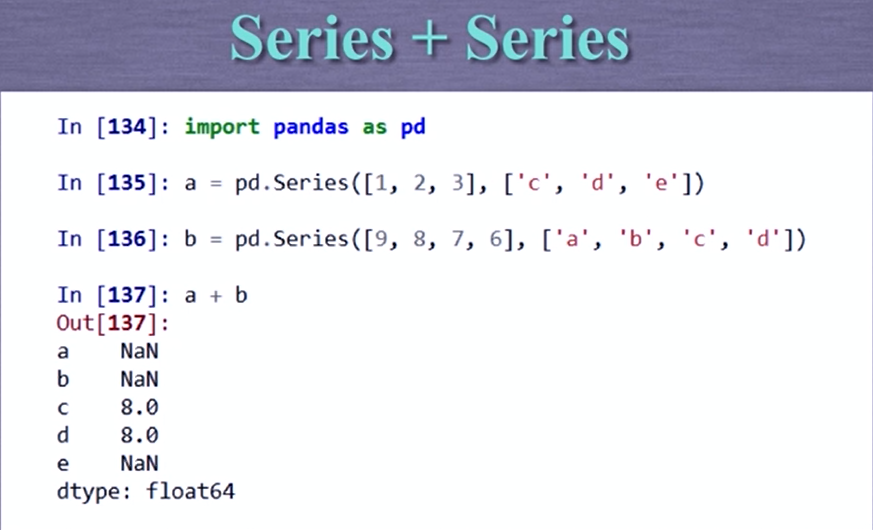 Series + Series
In [134]: import pandas as pd
In [135]: a = pd.Series([1, 2, 3], ['c', 'd', 'e'])
In [136]: b = pd.Series([9, 8, 7, 6], ['a', 'b', 'c', 'd'])
In [137]: a + b
Out[137]:
a    NaN
b    NaN
c    8.0
d    8.0
e    NaN
dtype: float64